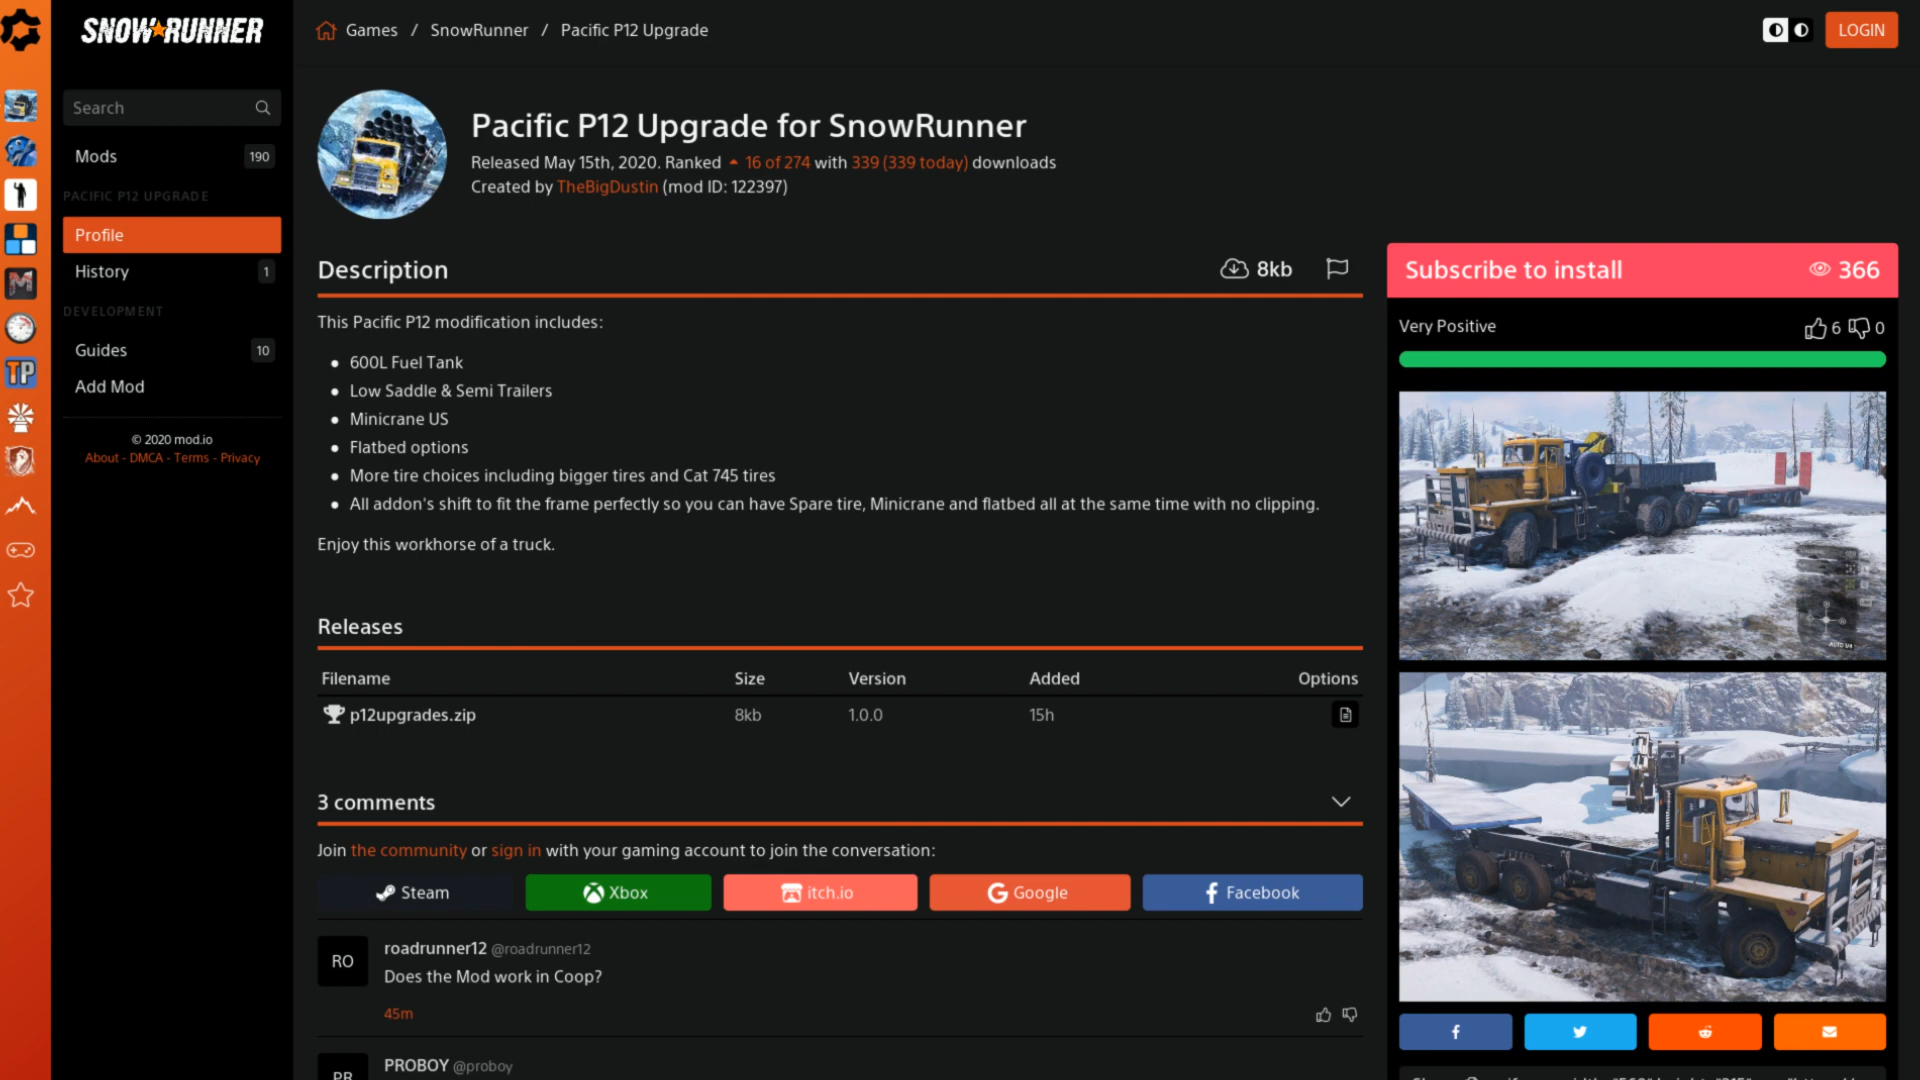 SNOWRUNNER
Games / SnowRunner / Pacific P12 Upgrade
LOGIN
Search
Mods 190
PACIFIC P12 UPGRADE
Profile
History 1
DEVELOPMENT
Guides 10
Add Mod
© 2020 mod.io
About - DMCA - Terms - Privacy
M
TP
Pacific P12 Upgrade for SnowRunner
Released May 15th, 2020. Ranked 16 of 274 with 339 (339 today) downloads
Created by TheBigDustin (mod ID: 122397)
Description 8kb
This Pacific P12 modification includes:
600L Fuel Tank
Low Saddle & Semi Trailers
Minicrane US
Flatbed options
More tire choices including bigger tires and Cat 745 tires
All addon's shift to fit the frame perfectly so you can have Spare tire, Minicrane and flatbed all at the same time with no clipping.
Enjoy this workhorse of a truck.
Releases
Filename Size Version Added Options
p12upgrades.zip 8kb 1.0.0 15h
3 comments
Join the community or sign in with your gaming account to join the conversation:
Steam Xbox itch.io Google Facebook
RO
roadrunner12 @roadrunner12
Does the Mod work in Coop?
45m
PR
PROBOY @proboy
Subscribe to install 366
Very Positive 6 0